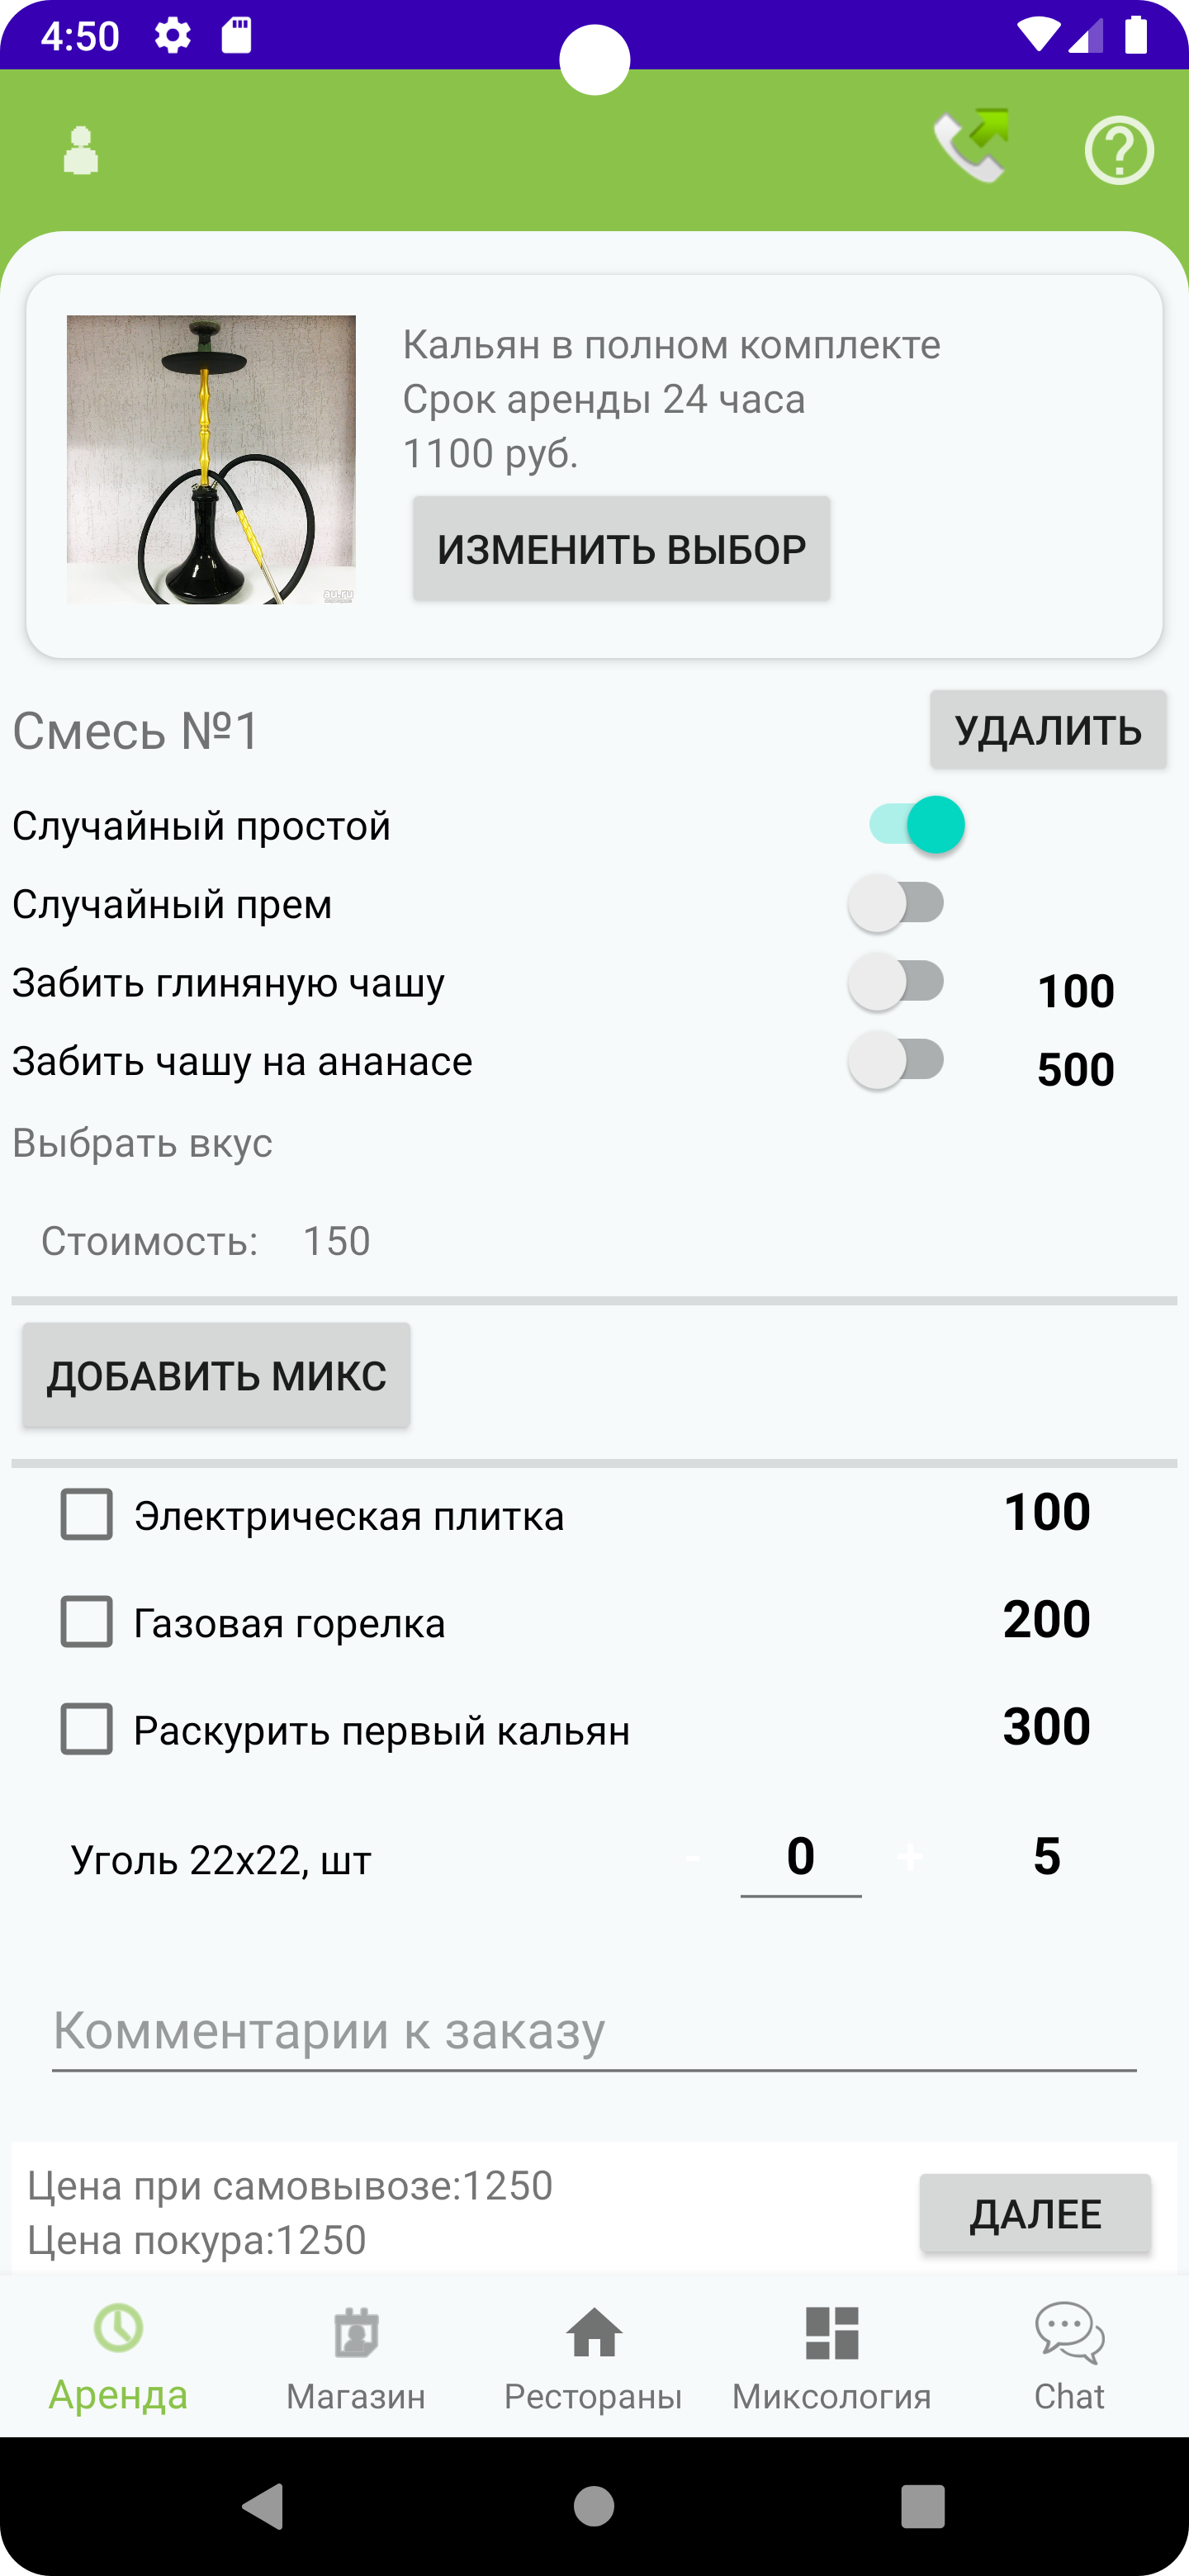 4:50
Кальян в полном комплекте
Срок аренды 24 часа
1100 руб.
ИЗМЕНИТЬ ВЫБОР
au.ru
Смесь №1
УДАЛИТЬ
Случайный простой
Случайный прем
Забить глиняную чашу 100
Забить чашу на ананасе 500
Выбрать вкус
Стоимость: 150
ДОБАВИТЬ МИКС
Электрическая плитка 100
Газовая горелка 200
Раскурить первый кальян 300
Уголь 22x22, шт - 0 + 5
Комментарии к заказу
Цена при самовывозе:1250
Цена покура:1250
ДАЛЕЕ
Аренда Магазин Рестораны Миксология Chat